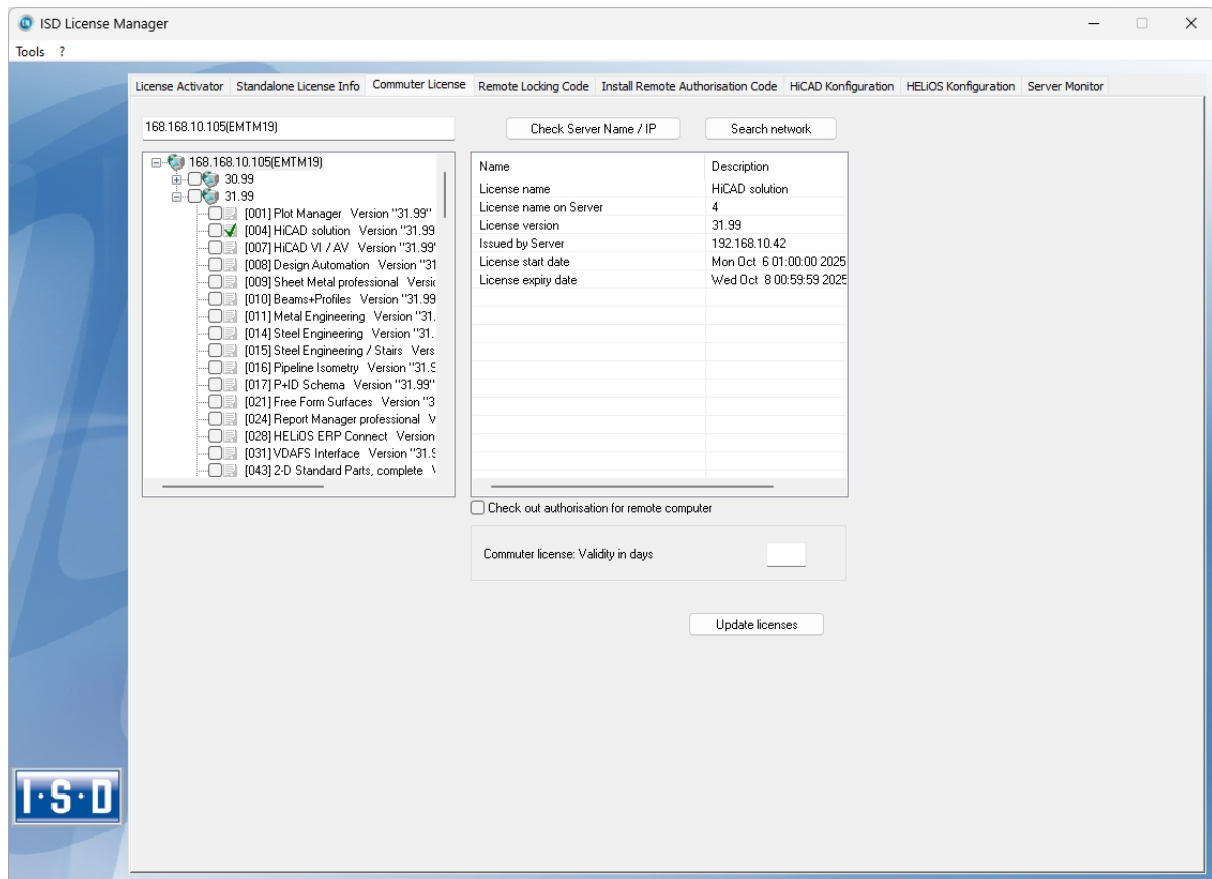 ISD License Manager
Tools ?
License Activator Standalone License Info Commuter License Remote Locking Code Install Remote Authorisation Code HiCAD Konfiguration HELiOS Konfiguration Server Monitor
168.168.10.105(EMTM19) Check Server Name / IP Search network
168.168.10.105(EMTM19)
30.99
31.99
[001] Plot Manager Version "31.99"
[004] HiCAD solution Version "31.99
[007] HiCAD VI / AV Version "31.99"
[008] Design Automation Version "31
[009] Sheet Metal professional Versic
[010] Beams+Profiles Version "31.99
[011] Metal Engineering Version "31.
[014] Steel Engineering Version "31.
[015] Steel Engineering / Stairs Vers
[016] Pipeline Isometry Version "31.9
[017] P+ID Schema Version "31.99"
[021] Free Form Surfaces Version "3
[024] Report Manager professional V
[028] HELiOS ERP Connect Version
[031] VDAFS Interface Version "31.9
[043] 2-D Standard Parts, complete
Name Description
License name HiCAD solution
License name on Server 4
License version 31.99
Issued by Server 192.168.10.42
License start date Mon Oct 6 01:00:00 2025
License expiry date Wed Oct 8 00:59:59 2025
Check out authorisation for remote computer
Commuter license: Validity in days
Update licenses
I·S·D